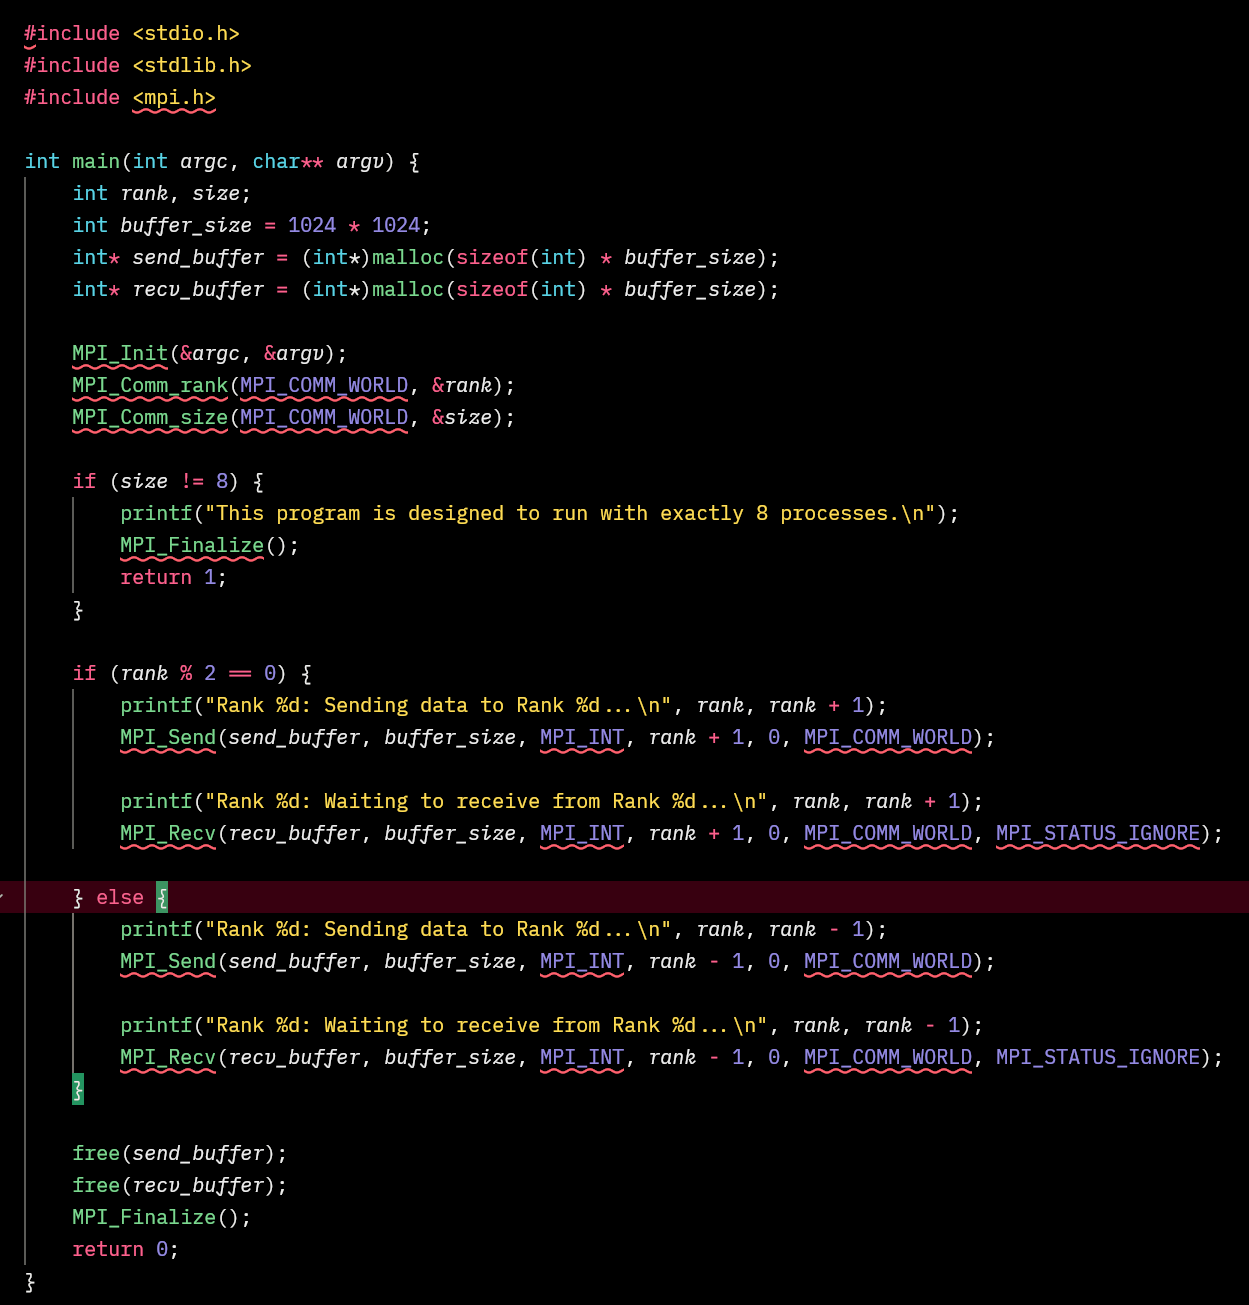 #include <stdio.h>
#include <stdlib.h>
#include <mpi.h>

int main(int argc, char** argv) {
    int rank, size;
    int buffer_size = 1024 * 1024;
    int* send_buffer = (int*)malloc(sizeof(int) * buffer_size);
    int* recv_buffer = (int*)malloc(sizeof(int) * buffer_size);

    MPI_Init(&argc, &argv);
    MPI_Comm_rank(MPI_COMM_WORLD, &rank);
    MPI_Comm_size(MPI_COMM_WORLD, &size);

    if (size != 8) {
        printf("This program is designed to run with exactly 8 processes.\n");
        MPI_Finalize();
        return 1;
    }

    if (rank % 2 == 0) {
        printf("Rank %d: Sending data to Rank %d...\n", rank, rank + 1);
        MPI_Send(send_buffer, buffer_size, MPI_INT, rank + 1, 0, MPI_COMM_WORLD);

        printf("Rank %d: Waiting to receive from Rank %d...\n", rank, rank + 1);
        MPI_Recv(recv_buffer, buffer_size, MPI_INT, rank + 1, 0, MPI_COMM_WORLD, MPI_STATUS_IGNORE);

    } else {
        printf("Rank %d: Sending data to Rank %d...\n", rank, rank - 1);
        MPI_Send(send_buffer, buffer_size, MPI_INT, rank - 1, 0, MPI_COMM_WORLD);

        printf("Rank %d: Waiting to receive from Rank %d...\n", rank, rank - 1);
        MPI_Recv(recv_buffer, buffer_size, MPI_INT, rank - 1, 0, MPI_COMM_WORLD, MPI_STATUS_IGNORE);
    }

    free(send_buffer);
    free(recv_buffer);
    MPI_Finalize();
    return 0;
}